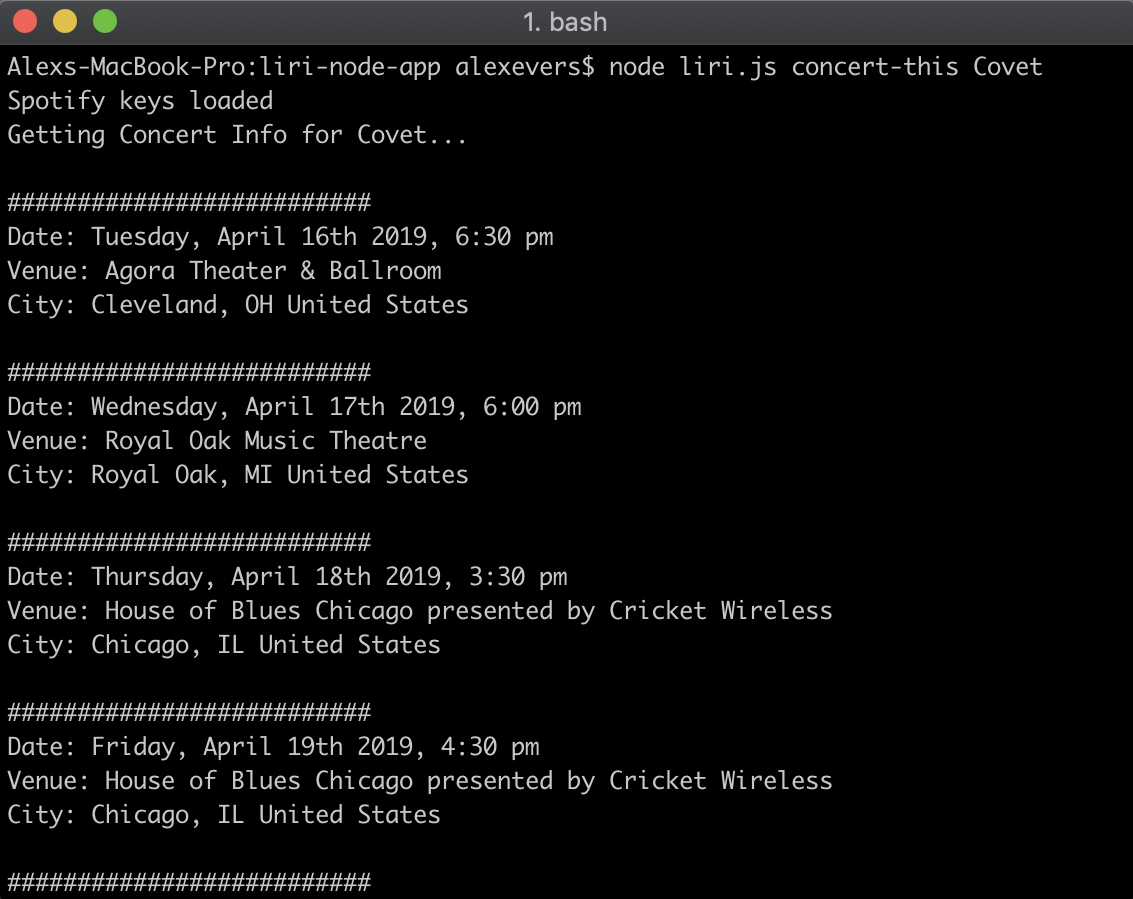 1. bash
Alexs-MacBook-Pro:liri-node-app alexevers$ node liri.js concert-this Covet
Spotify keys loaded
Getting Concert Info for Covet...
##########################
Date: Tuesday, April 16th 2019, 6:30 pm
Venue: Agora Theater & Ballroom
City: Cleveland, OH United States
##########################
Date: Wednesday, April 17th 2019, 6:00 pm
Venue: Royal Oak Music Theatre
City: Royal Oak, MI United States
##########################
Date: Thursday, April 18th 2019, 3:30 pm
Venue: House of Blues Chicago presented by Cricket Wireless
City: Chicago, IL United States
##########################
Date: Friday, April 19th 2019, 4:30 pm
Venue: House of Blues Chicago presented by Cricket Wireless
City: Chicago, IL United States
##########################